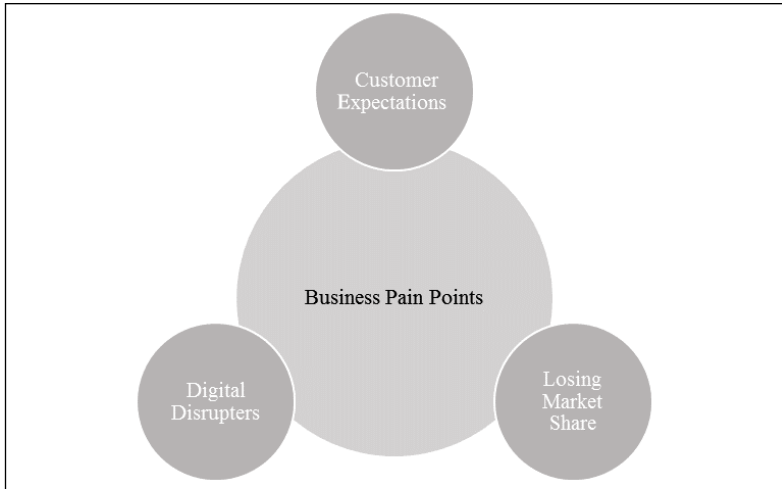 Customer
Expectations
Business Pain Points
Digital
Disrupters
Losing
Market
Share